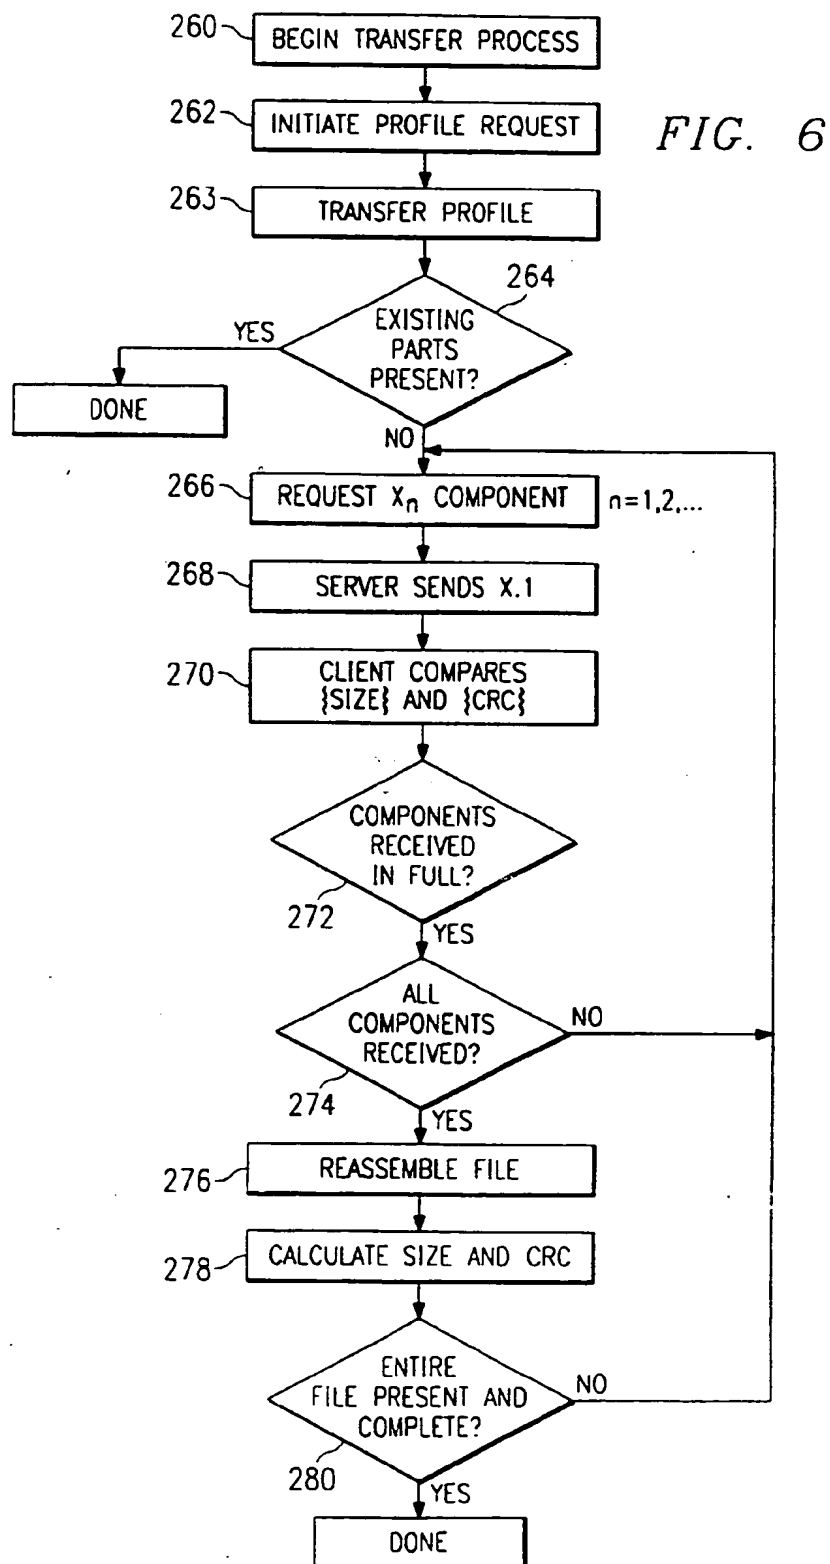 260
BEGIN TRANSFER PROCESS
262
INITIATE PROFILE REQUEST
FIG. 6
263
TRANSFER PROFILE
264
EXISTING
PARTS
PRESENT?
YES
DONE
NO
266
REQUEST Xn COMPONENT
n=1,2,...
268
SERVER SENDS X.1
270
CLIENT COMPARES
{SIZE} AND {CRC}
COMPONENTS
RECEIVED
IN FULL?
272
YES
ALL
COMPONENTS
RECEIVED?
NO
274
YES
276
REASSEMBLE FILE
278
CALCULATE SIZE AND CRC
ENTIRE
FILE PRESENT AND
COMPLETE?
NO
280
YES
DONE